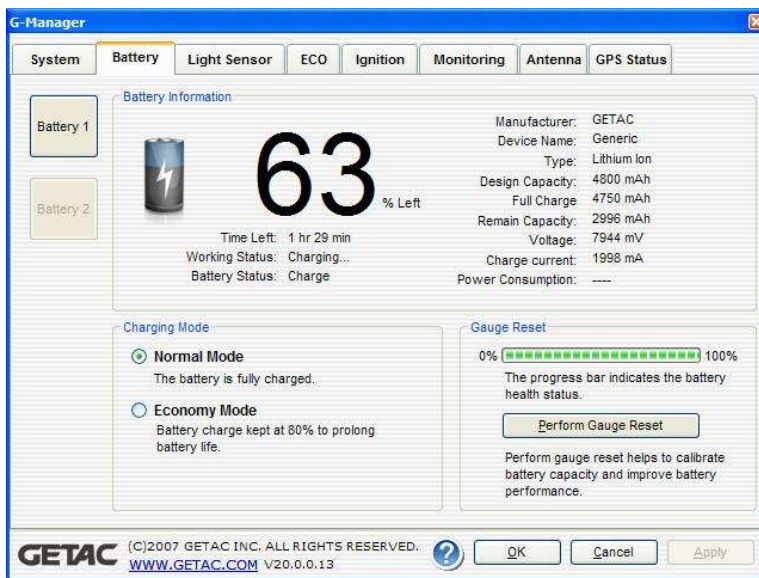 G-Manager
System Battery Light Sensor ECO Ignition Monitoring Antenna GPS Status
Battery 1
Battery 2
Battery Information
63 % Left
Time Left: 1 hr 29 min
Working Status: Charging...
Battery Status: Charge
Manufacturer: GETAC
Device Name: Generic
Type: Lithium Ion
Design Capacity: 4800 mAh
Full Charge 4750 mAh
Remain Capacity: 2996 mAh
Voltage: 7944 mV
Charge current: 1998 mA
Power Consumption: ----
Charging Mode
Normal Mode
The battery is fully charged.
Economy Mode
Battery charge kept at 80% to prolong
battery life.
Gauge Reset
0% 100%
The progress bar indicates the battery
health status.
Perform Gauge Reset
Perform gauge reset helps to calibrate
battery capacity and improve battery
performance.
GETAC
(C)2007 GETAC INC. ALL RIGHTS RESERVED.
WWW.GETAC.COM V20.0.0.13
? OK Cancel Apply